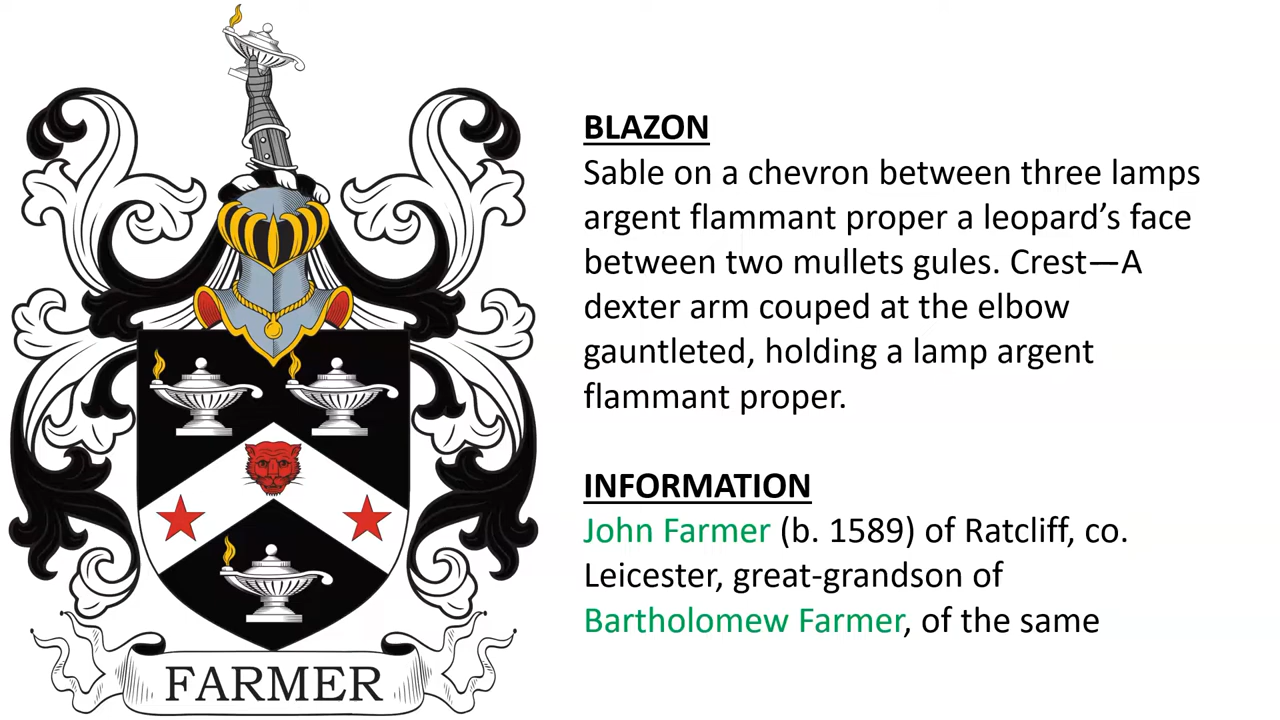 BLAZON
Sable on a chevron between three lamps
argent flammant proper a leopard’s face
between two mullets gules. Crest—A
dexter arm couped at the elbow
gauntleted, holding a lamp argent
flammant proper.
INFORMATION
John Farmer (b. 1589) of Ratcliff, co.
Leicester, great-grandson of
Bartholomew Farmer, of the same
FARMER